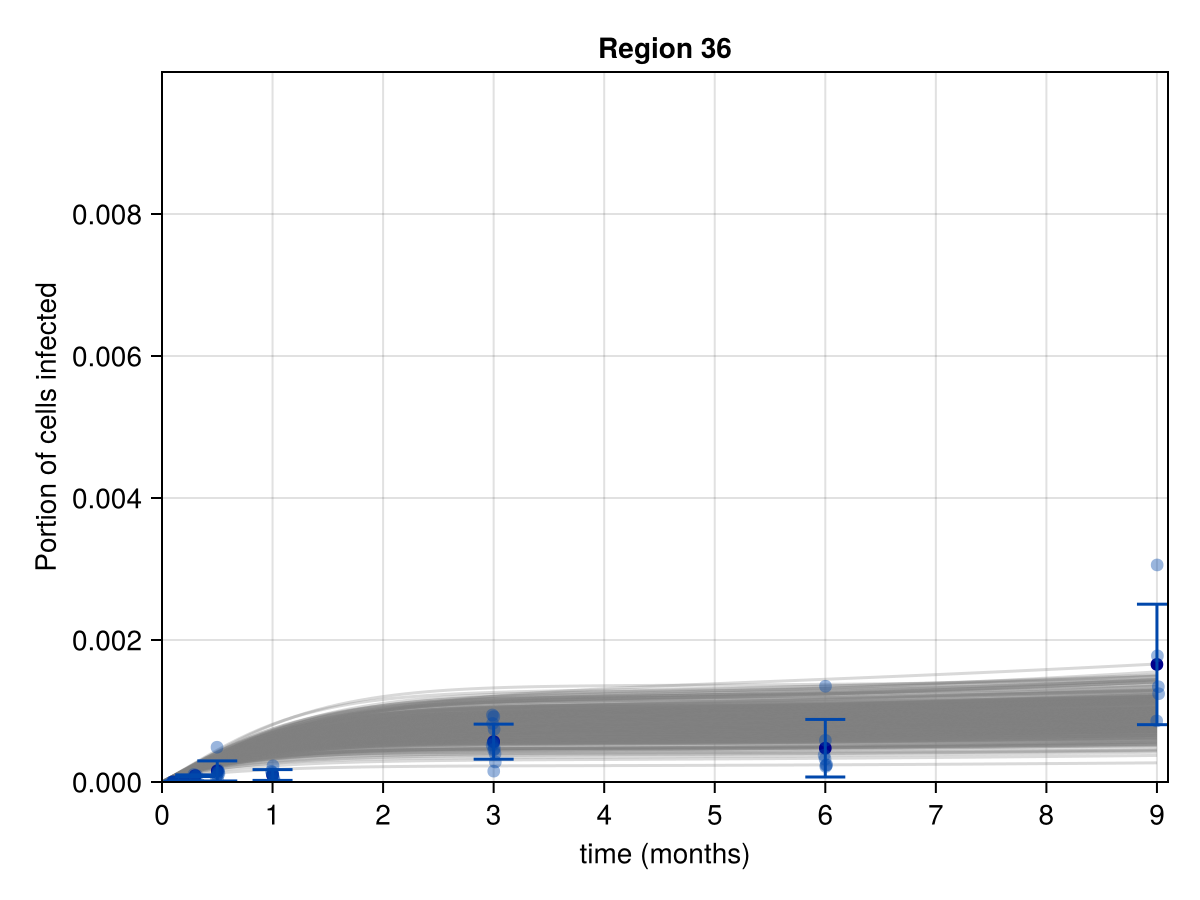 Region 36
Portion of cells infected
0.008
0.006
0.004
0.002
0.000
0 1 2 3 4 5 6 7 8 9
time (months)